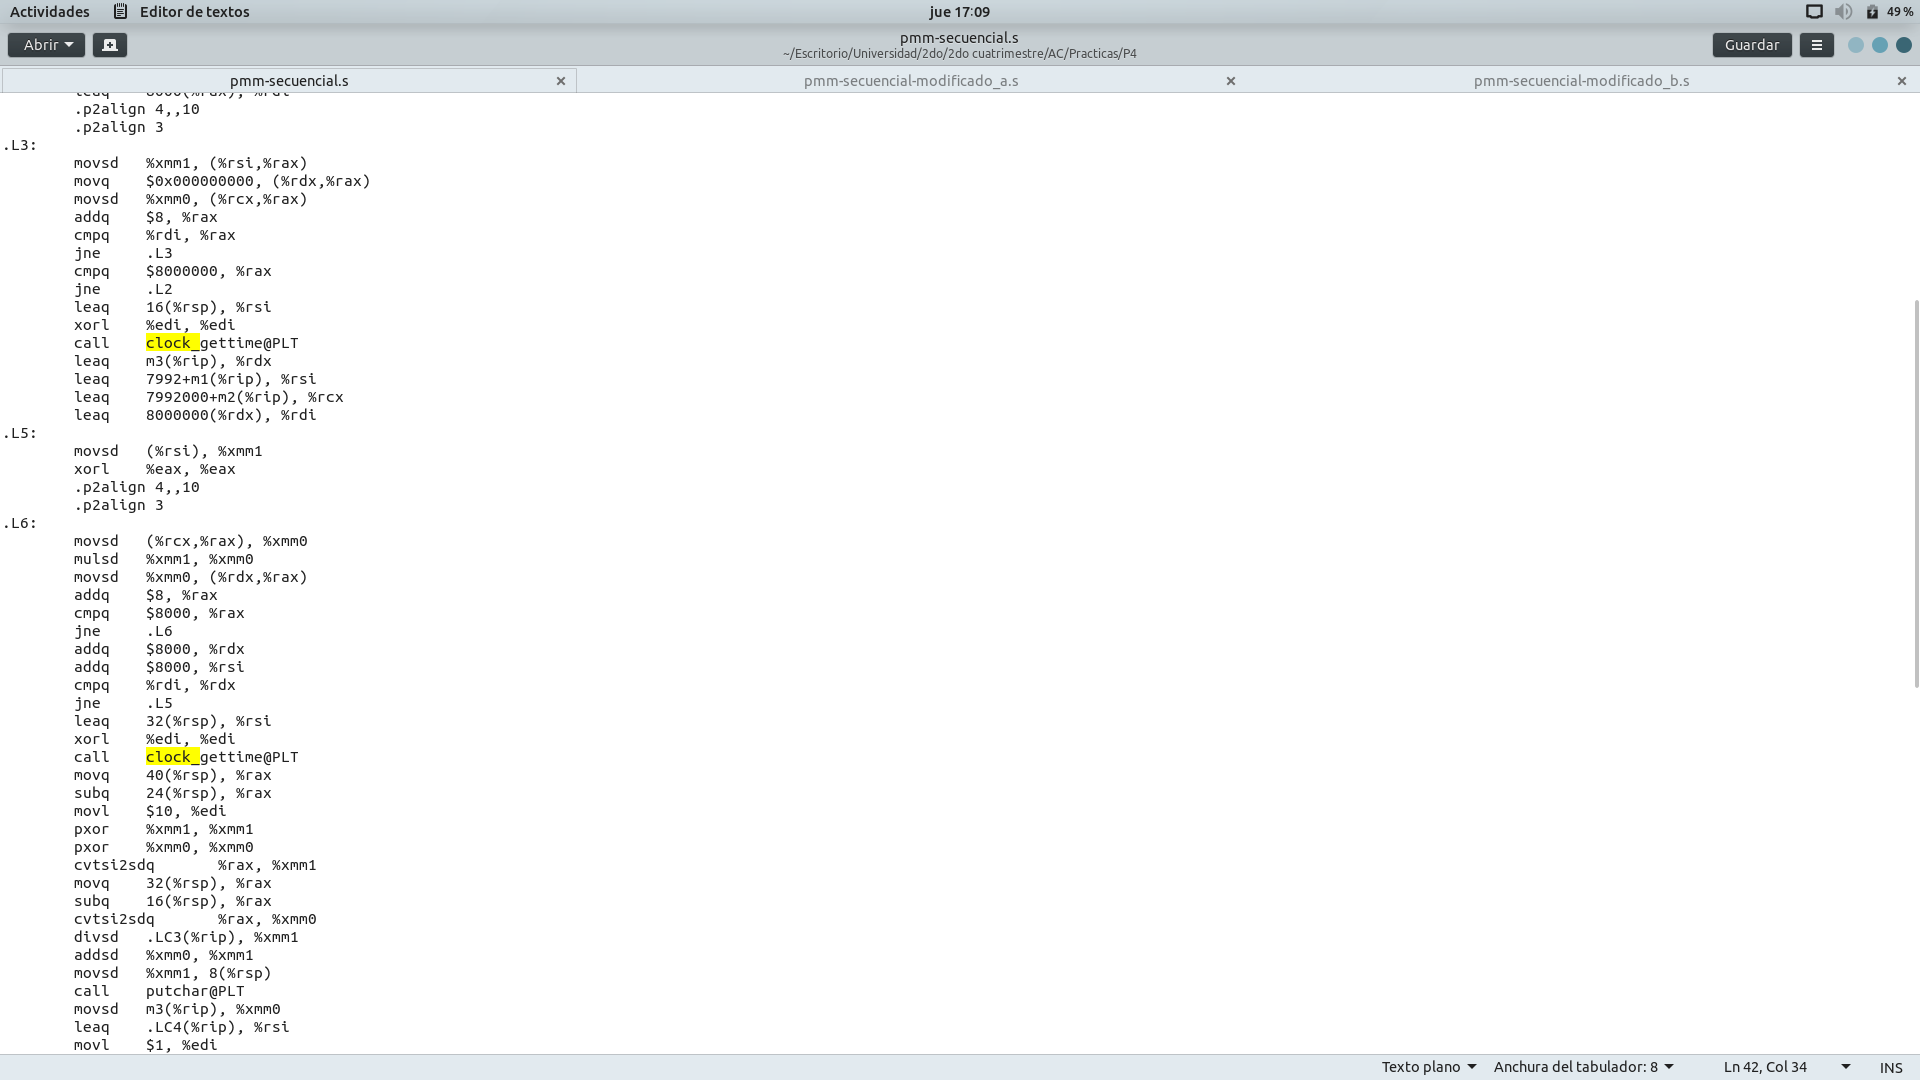 Actividades Editor de textos jue 17:09 49 %
Abrir pmm-secuencial.s Guardar
~/Escritorio/Universidad/2do/2do cuatrimestre/AC/Practicas/P4
pmm-secuencial.s × pmm-secuencial-modificado_a.s × pmm-secuencial-modificado_b.s ×
leaq 8000(%rax), %rdi
.p2align 4,,10
.p2align 3
.L3:
movsd %xmm1, (%rsi,%rax)
movq $0x000000000, (%rdx,%rax)
movsd %xmm0, (%rcx,%rax)
addq $8, %rax
cmpq %rdi, %rax
jne .L3
cmpq $8000000, %rax
jne .L2
leaq 16(%rsp), %rsi
xorl %edi, %edi
call clock_gettime@PLT
leaq m3(%rip), %rdx
leaq 7992+m1(%rip), %rsi
leaq 7992000+m2(%rip), %rcx
leaq 8000000(%rdx), %rdi
.L5:
movsd (%rsi), %xmm1
xorl %eax, %eax
.p2align 4,,10
.p2align 3
.L6:
movsd (%rcx,%rax), %xmm0
mulsd %xmm1, %xmm0
movsd %xmm0, (%rdx,%rax)
addq $8, %rax
cmpq $8000, %rax
jne .L6
addq $8000, %rdx
addq $8000, %rsi
cmpq %rdi, %rdx
jne .L5
leaq 32(%rsp), %rsi
xorl %edi, %edi
call clock_gettime@PLT
movq 40(%rsp), %rax
subq 24(%rsp), %rax
movl $10, %edi
pxor %xmm1, %xmm1
pxor %xmm0, %xmm0
cvtsi2sdq %rax, %xmm1
movq 32(%rsp), %rax
subq 16(%rsp), %rax
cvtsi2sdq %rax, %xmm0
divsd .LC3(%rip), %xmm1
addsd %xmm0, %xmm1
movsd %xmm1, 8(%rsp)
call putchar@PLT
movsd m3(%rip), %xmm0
leaq .LC4(%rip), %rsi
movl $1, %edi
Texto plano Anchura del tabulador: 8 Ln 42, Col 34 INS